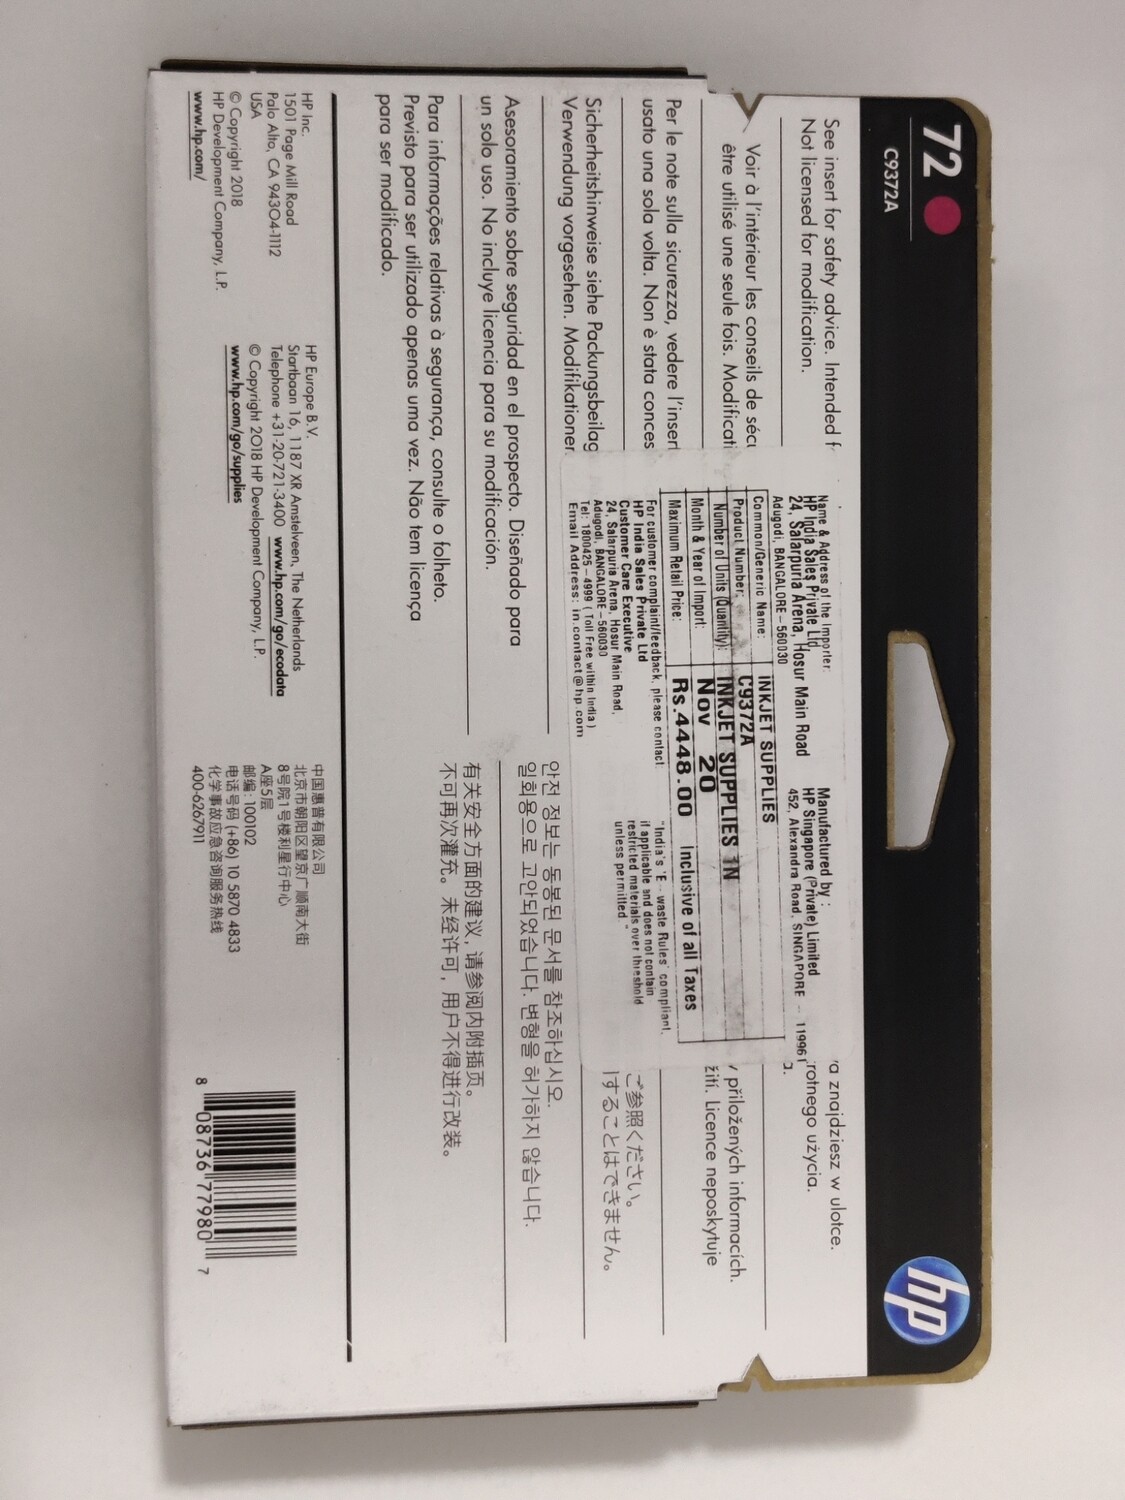 72
C9372A
hp
See insert for safety advice. Intended f
Not licensed for modification.
Voir à l'intérieur les conseils de sécu
être utilisé une seule fois. Modificati
Per le note sulla sicurezza, vedere l'insert
usato una sola volta. Non è stata conces
Sicherheitshinweise siehe Packungsbeilag
Verwendung vorgesehen. Modifikationen
Asesoramiento sobre seguridad en el prospecto. Diseñado para
un solo uso. No incluye licencia para su modificación.
Para informações relativas à segurança, consulte o folheto.
Previsto para ser utilizado apenas uma vez. Não tem licença
para ser modificado.
Name & Address of the Importer:
HP India Sales Private Ltd
24, Salarpuria Arena, Hosur Main Road
Adugodi, BANGALORE - 560030
Manufactured by :
HP Singapore (Private) Limited
452, Alexandra Road, SINGAPORE - 119961
Common/Generic Name: INKJET SUPPLIES
Product Number: C9372A
Number of Units (Quantity): INKJET SUPPLIES 1N
Month & Year of Import: Nov 20
Maximum Retail Price: Rs.4448.00 Inclusive of all Taxes
For customer complaint/feedback, please contact
HP India Sales Private Ltd
Customer Care Executive
24, Salarpuria Arena, Hosur Main Road,
Adugodi, BANGALORE - 560030
Tel: 1800425-4999 ( Toll Free within India)
Email Address: in.contact@hp.com
"India's 'E - waste Rules' compliant,
if applicable and does not contain
restricted materials over threshold
unless permitted."
a znajdziesz w ulotce.
rotnego użycia.
a.
v přiložených informacích.
žití. Licence neposkytuje
ご参照ください。
することはできません。
안전 정보는 동봉된 문서를 참조하십시오.
일회용으로 고안되었습니다. 변형을 허가하지 않습니다.
有关安全方面的建议, 请参阅内附插页。
不可再次灌充。未经许可, 用户不得进行改装。
HP Inc.
1501 Page Mill Road
Palo Alto, CA 94304-1112
USA
© Copyright 2018
HP Development Company, L.P.
www.hp.com/
HP Europe B.V.
Startbaan 16, 1187 XR Amstelveen, The Netherlands
Telephone +31-20-721-3400 www.hp.com/go/ecodata
© Copyright 2018 HP Development Company, L.P.
www.hp.com/go/supplies
中国惠普有限公司
北京市朝阳区望京广顺南大街
8号院1号楼利星行中心
A座5层
邮编: 100102
电话号码 (+86) 10 5870 4833
化学事故应急咨询服务热线
400-6267911
8 08736 77980 7